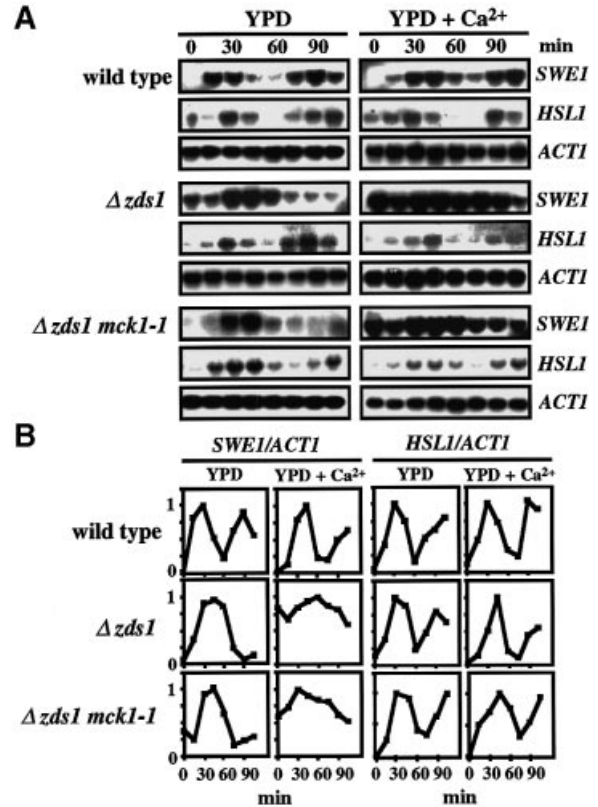 A
YPD YPD + Ca²⁺
0 30 60 90 0 30 60 90 min
wild type SWE1
HSL1
ACT1
Δzds1 SWE1
HSL1
ACT1
Δzds1 mck1-1 SWE1
HSL1
ACT1
B
SWE1/ACT1 HSL1/ACT1
YPD YPD + Ca²⁺ YPD YPD + Ca²⁺
wild type 1
0
Δzds1 1
0
Δzds1 mck1-1 1
0
0 30 60 90 0 30 60 90 0 30 60 90 0 30 60 90
min min